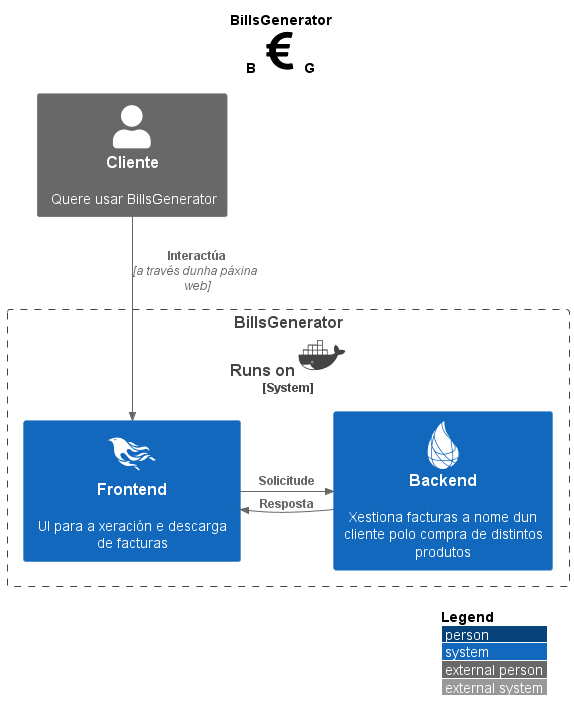 BillsGenerator
B € G
Cliente
Quere usar BillsGenerator
Interactúa
[a través dunha páxina
web]
BillsGenerator
Runs on
[System]
Frontend
UI para a xeración e descarga
de facturas
Solicitude
Resposta
Backend
Xestiona facturas a nome dun
cliente polo compra de distintos
produtos
Legend
person
system
external person
external system